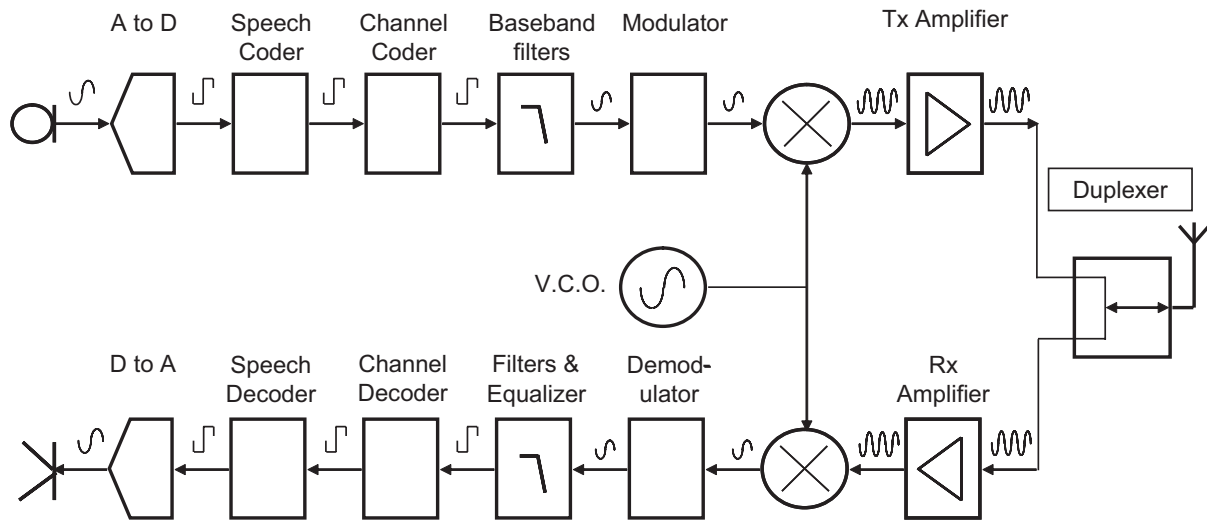 A to D
Speech
Coder
Channel
Coder
Baseband
filters
Modulator
Tx Amplifier
Duplexer
V.C.O.
D to A
Speech
Decoder
Channel
Decoder
Filters &
Equalizer
Demod-
ulator
Rx
Amplifier